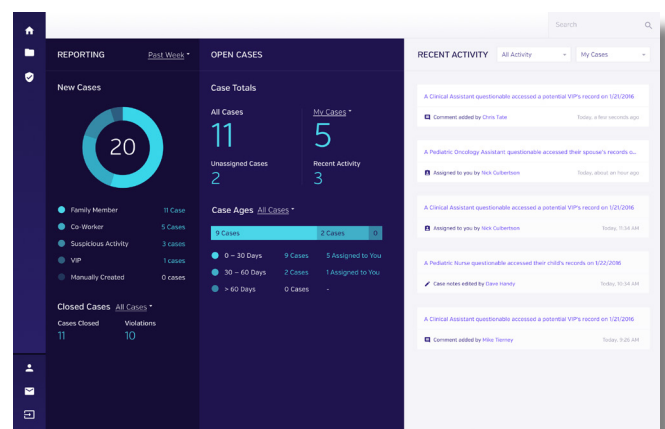 Search
REPORTING
Past Week
New Cases
20
Family Member 11 Case
Co-Worker 5 Cases
Suspicious Activity 3 cases
VIP 1 cases
Manually Created 0 cases
Closed Cases All Cases
Cases Closed Violations
11 10
OPEN CASES
Case Totals
All Cases My Cases
11 5
Unassigned Cases Recent Activity
2 3
Case Ages All Cases
9 Cases 2 Cases 0
0 – 30 Days 9 Cases 5 Assigned to You
30 – 60 Days 2 Cases 1 Assigned to You
> 60 Days 0 Cases -
RECENT ACTIVITY All Activity My Cases
A Clinical Assistant questionable accessed a potential VIP's record on 1/21/2016
Comment added by Chris Tate Today, a few seconds ago
A Pediatric Oncology Assistant questionable accessed their spouse's records o...
Assigned to you by Nick Culbertson Today, about an hour ago
A Clinical Assistant questionable accessed a potential VIP's record on 1/21/2016
Assigned to you by Nick Culbertson Today, 11:34 AM
A Pediatric Nurse questionable accessed their child's records on 1/22/2016
Case notes edited by Dave Handy Today, 10:34 AM
A Clinical Assistant questionable accessed a potential VIP's record on 1/21/2016
Comment added by Mike Tierney Today, 9:26 AM